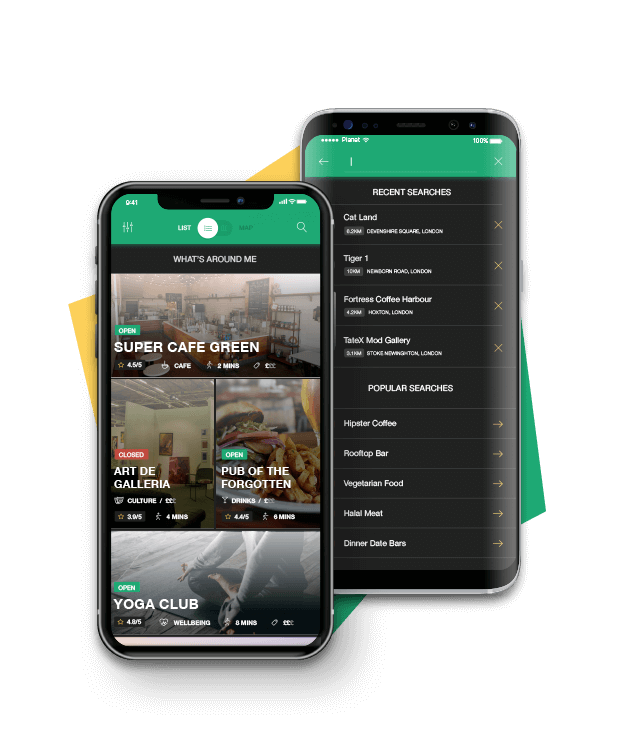 9:41
LIST
MAP
WHAT'S AROUND ME
OPEN
SUPER CAFE GREEN
4.5/5 CAFE 2 MINS £££
CLOSED
ART DE
GALLERIA
CULTURE / £££
3.9/5 4 MINS
OPEN
PUB OF THE
FORGOTTEN
DRINKS / £££
4.4/5 6 MINS
OPEN
YOGA CLUB
4.6/5 WELLBEING 8 MINS £££
Planet 100%
RECENT SEARCHES
Cat Land
6.2KM DEVENSHIRE SQUARE, LONDON
Tiger 1
10KM NEWBORN ROAD, LONDON
Fortress Coffee Harbour
4.2KM HOXTON, LONDON
TateX Mod Gallery
3.1KM STOKE NEWINGHTON, LONDON
POPULAR SEARCHES
Hipster Coffee
Rooftop Bar
Vegetarian Food
Halal Meat
Dinner Date Bars